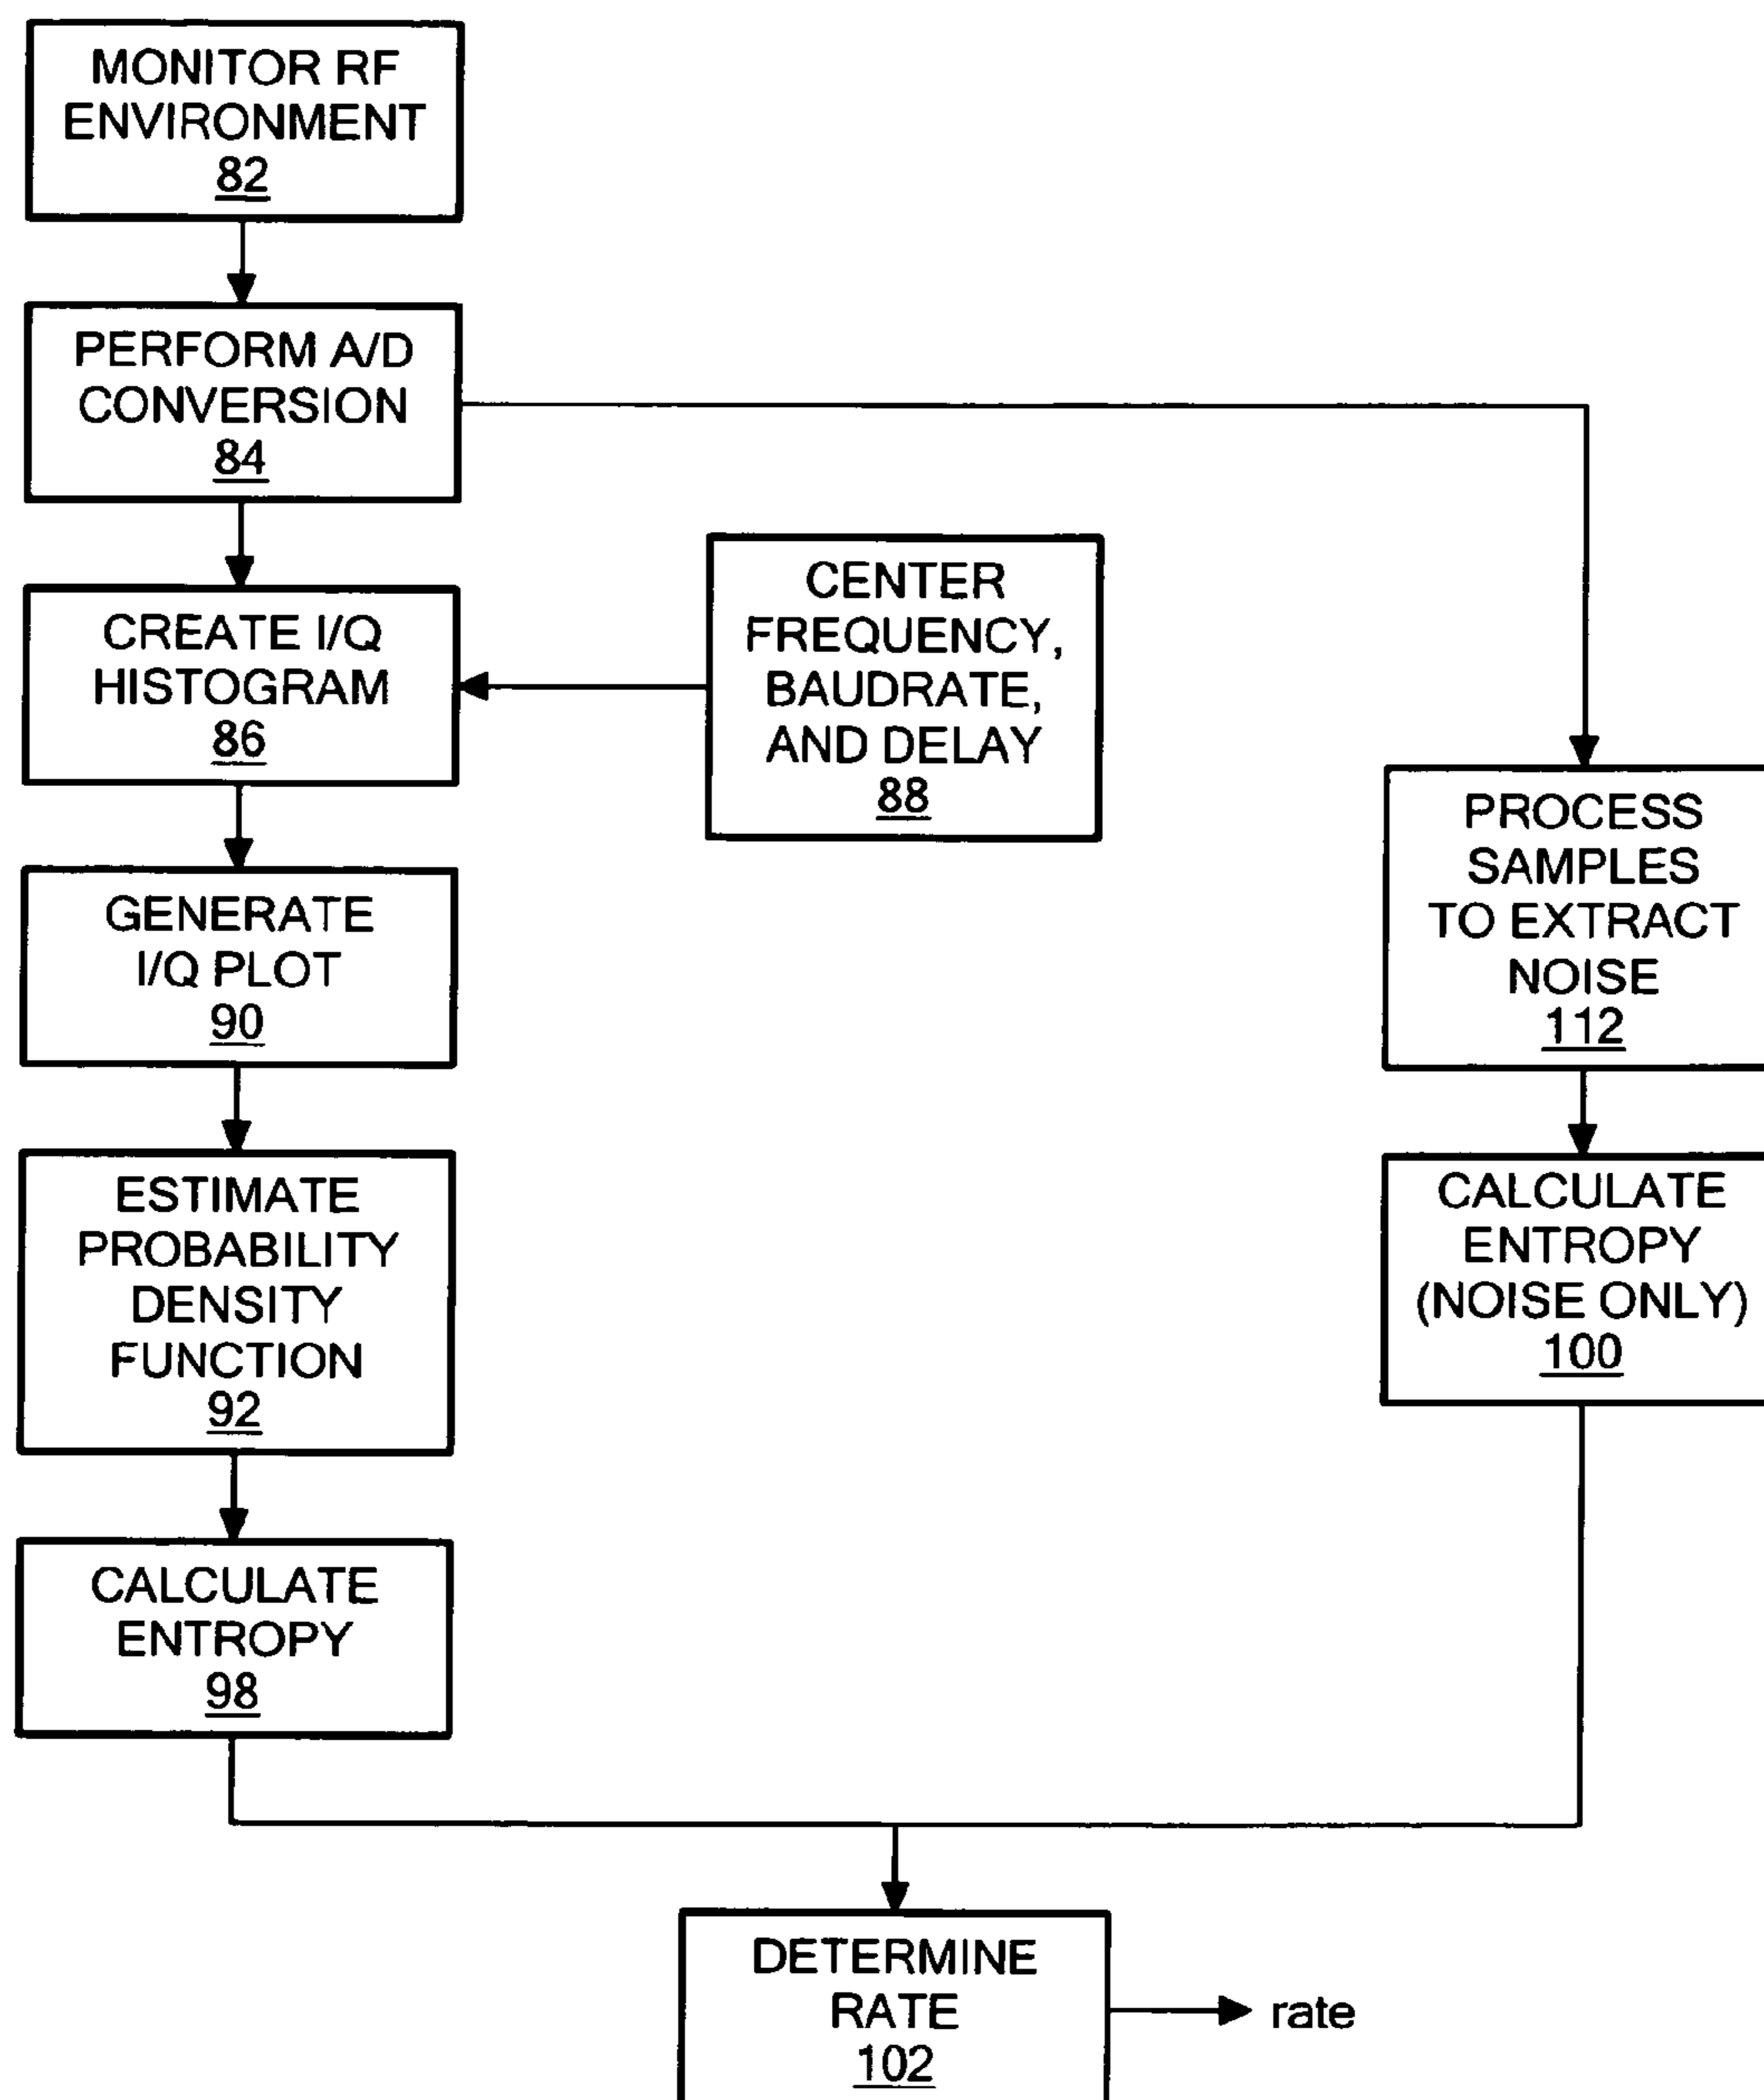 MONITOR RF
ENVIRONMENT
82
PERFORM A/D
CONVERSION
84
CREATE I/Q
HISTOGRAM
86
CENTER
FREQUENCY,
BAUDRATE,
AND DELAY
88
GENERATE
I/Q PLOT
90
PROCESS
SAMPLES
TO EXTRACT
NOISE
112
ESTIMATE
PROBABILITY
DENSITY
FUNCTION
92
CALCULATE
ENTROPY
(NOISE ONLY)
100
CALCULATE
ENTROPY
98
DETERMINE
RATE
102
rate